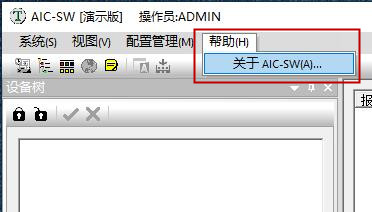 AIC-SW [演示版] 操作员:ADMIN
系统(S) 视图(V) 配置管理(M) 帮助(H)
关于 AIC-SW(A)...
设备树
报